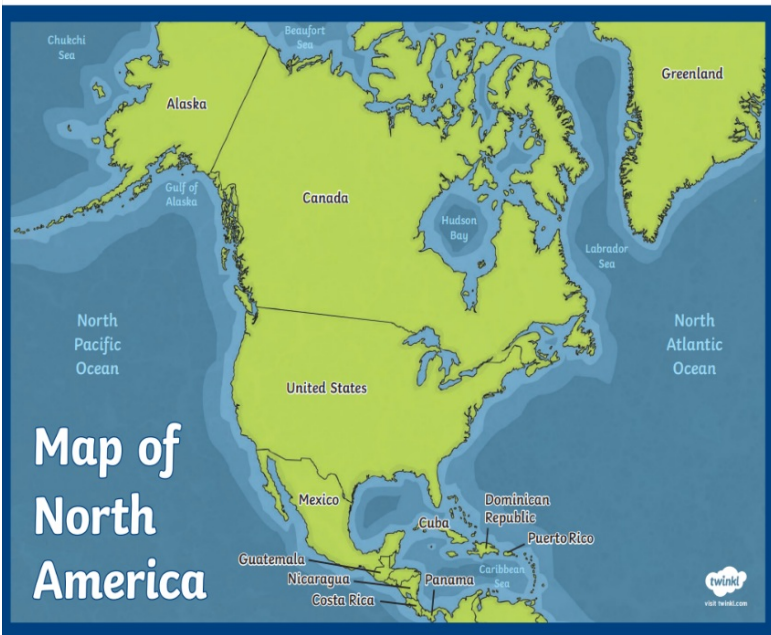 Chukchi
Sea
Beaufort
Sea
Greenland
Alaska
Gulf of
Alaska
Canada
Hudson
Bay
Labrador
Sea
North
Pacific
Ocean
North
Atlantic
Ocean
United States
Map of
North
America
Mexico
Cuba
Dominican
Republic
Puerto Rico
Guatemala
Nicaragua
Costa Rica
Panama
Caribbean
Sea
twinkl
visit twinkl.com